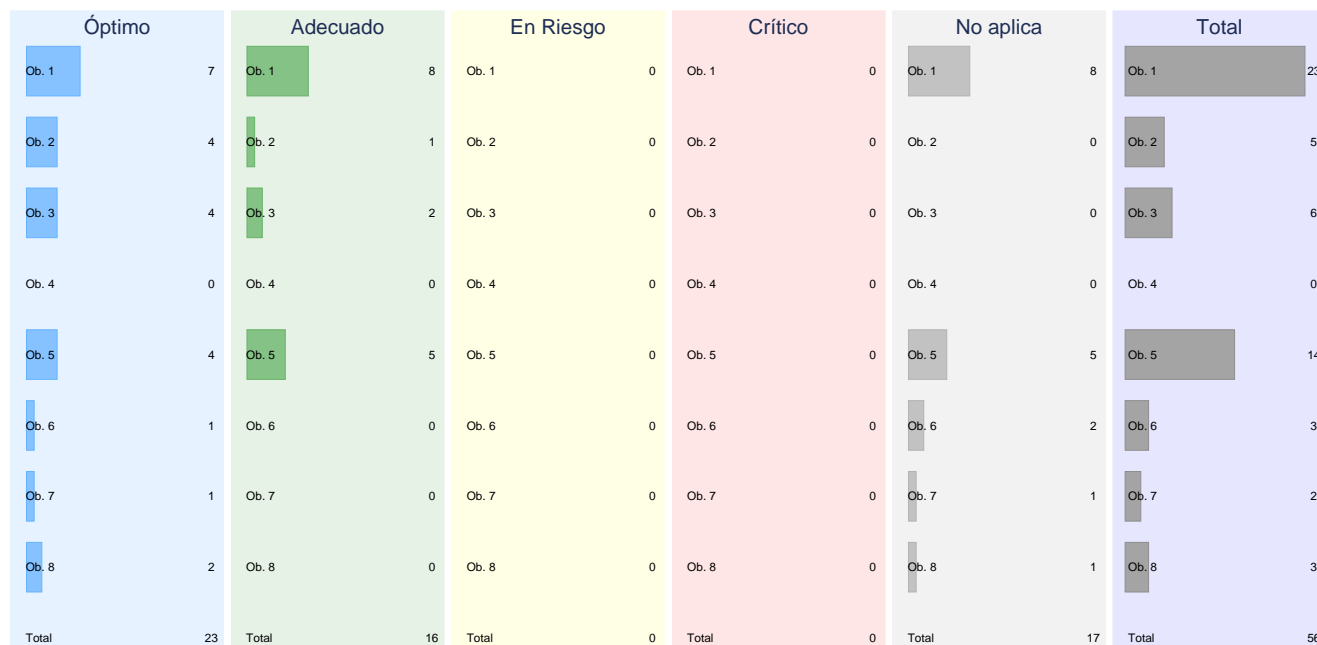 Óptimo Adecuado En Riesgo Crítico No aplica Total
Ob. 1 7 Ob. 1 8 Ob. 1 0 Ob. 1 0 Ob. 1 8 Ob. 1 23
Ob. 2 4 Ob. 2 1 Ob. 2 0 Ob. 2 0 Ob. 2 0 Ob. 2 5
Ob. 3 4 Ob. 3 2 Ob. 3 0 Ob. 3 0 Ob. 3 0 Ob. 3 6
Ob. 4 0 Ob. 4 0 Ob. 4 0 Ob. 4 0 Ob. 4 0 Ob. 4 0
Ob. 5 4 Ob. 5 5 Ob. 5 0 Ob. 5 0 Ob. 5 5 Ob. 5 14
Ob. 6 1 Ob. 6 0 Ob. 6 0 Ob. 6 0 Ob. 6 2 Ob. 6 3
Ob. 7 1 Ob. 7 0 Ob. 7 0 Ob. 7 0 Ob. 7 1 Ob. 7 2
Ob. 8 2 Ob. 8 0 Ob. 8 0 Ob. 8 0 Ob. 8 1 Ob. 8 3
Total 23 Total 16 Total 0 Total 0 Total 17 Total 56